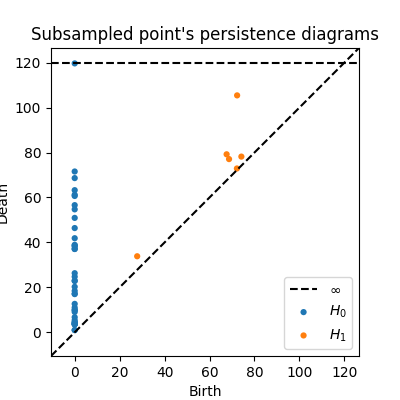 Subsampled point's persistence diagrams
120
100
80
60
40
20
0
Death
0 20 40 60 80 100 120
Birth
∞
H₀
H₁